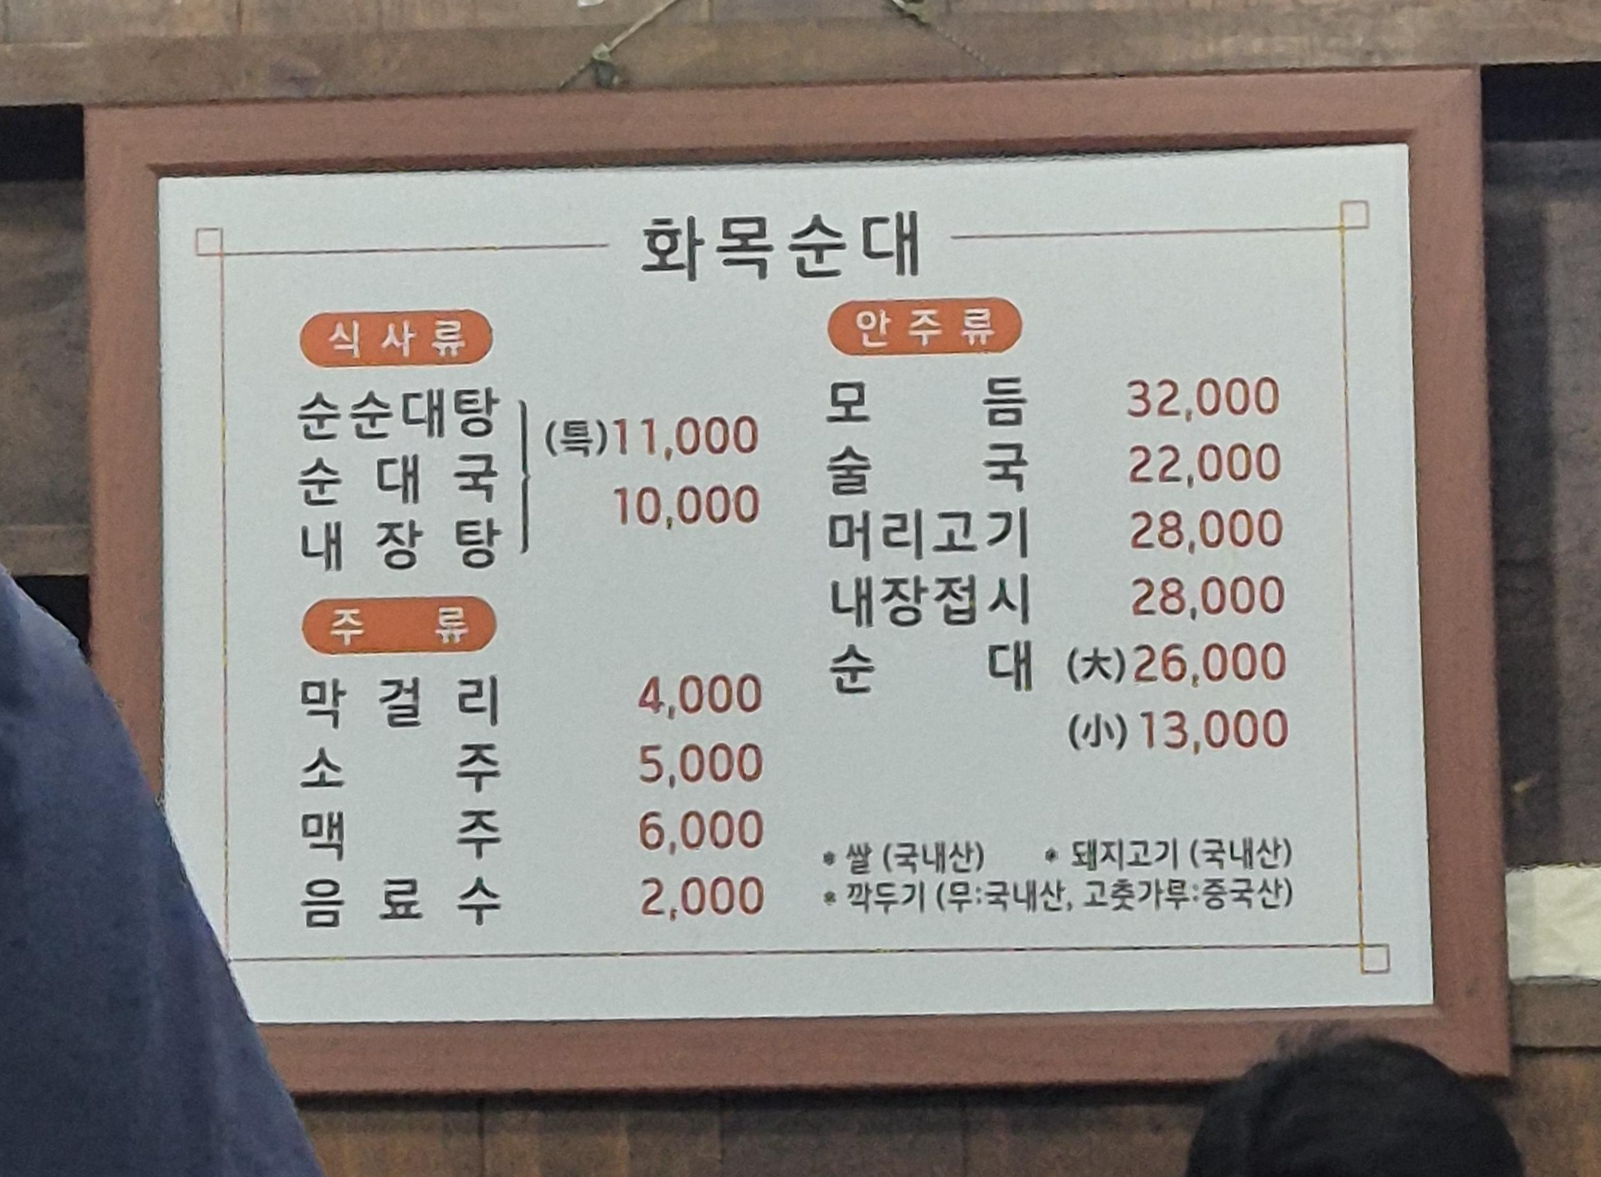 화목순대
식사류
순순대탕
순대국
내장탕
(특)11,000
10,000
주류
막걸리 4,000
소주 5,000
맥주 6,000
음료수 2,000
안주류
모듬 32,000
술국 22,000
머리고기 28,000
내장접시 28,000
순대 (大)26,000
(小)13,000
* 쌀 (국내산) * 돼지고기 (국내산)
* 깍두기 (무:국내산, 고춧가루:중국산)